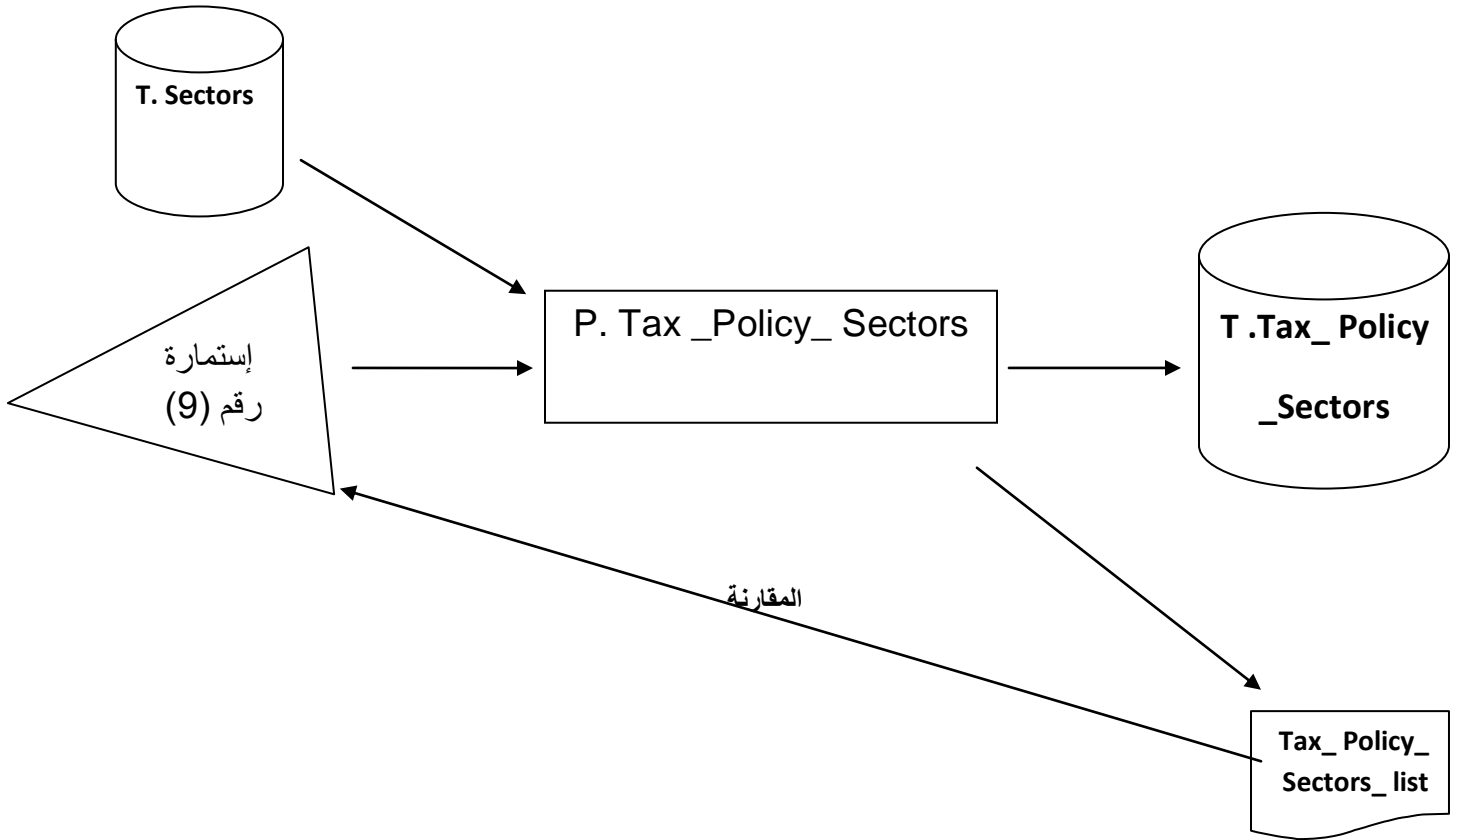 T. Sectors
P. Tax _Policy_ Sectors
T .Tax_ Policy
_Sectors
إستمارة
رقم (9)
المقارنة
Tax_ Policy_
Sectors_ list